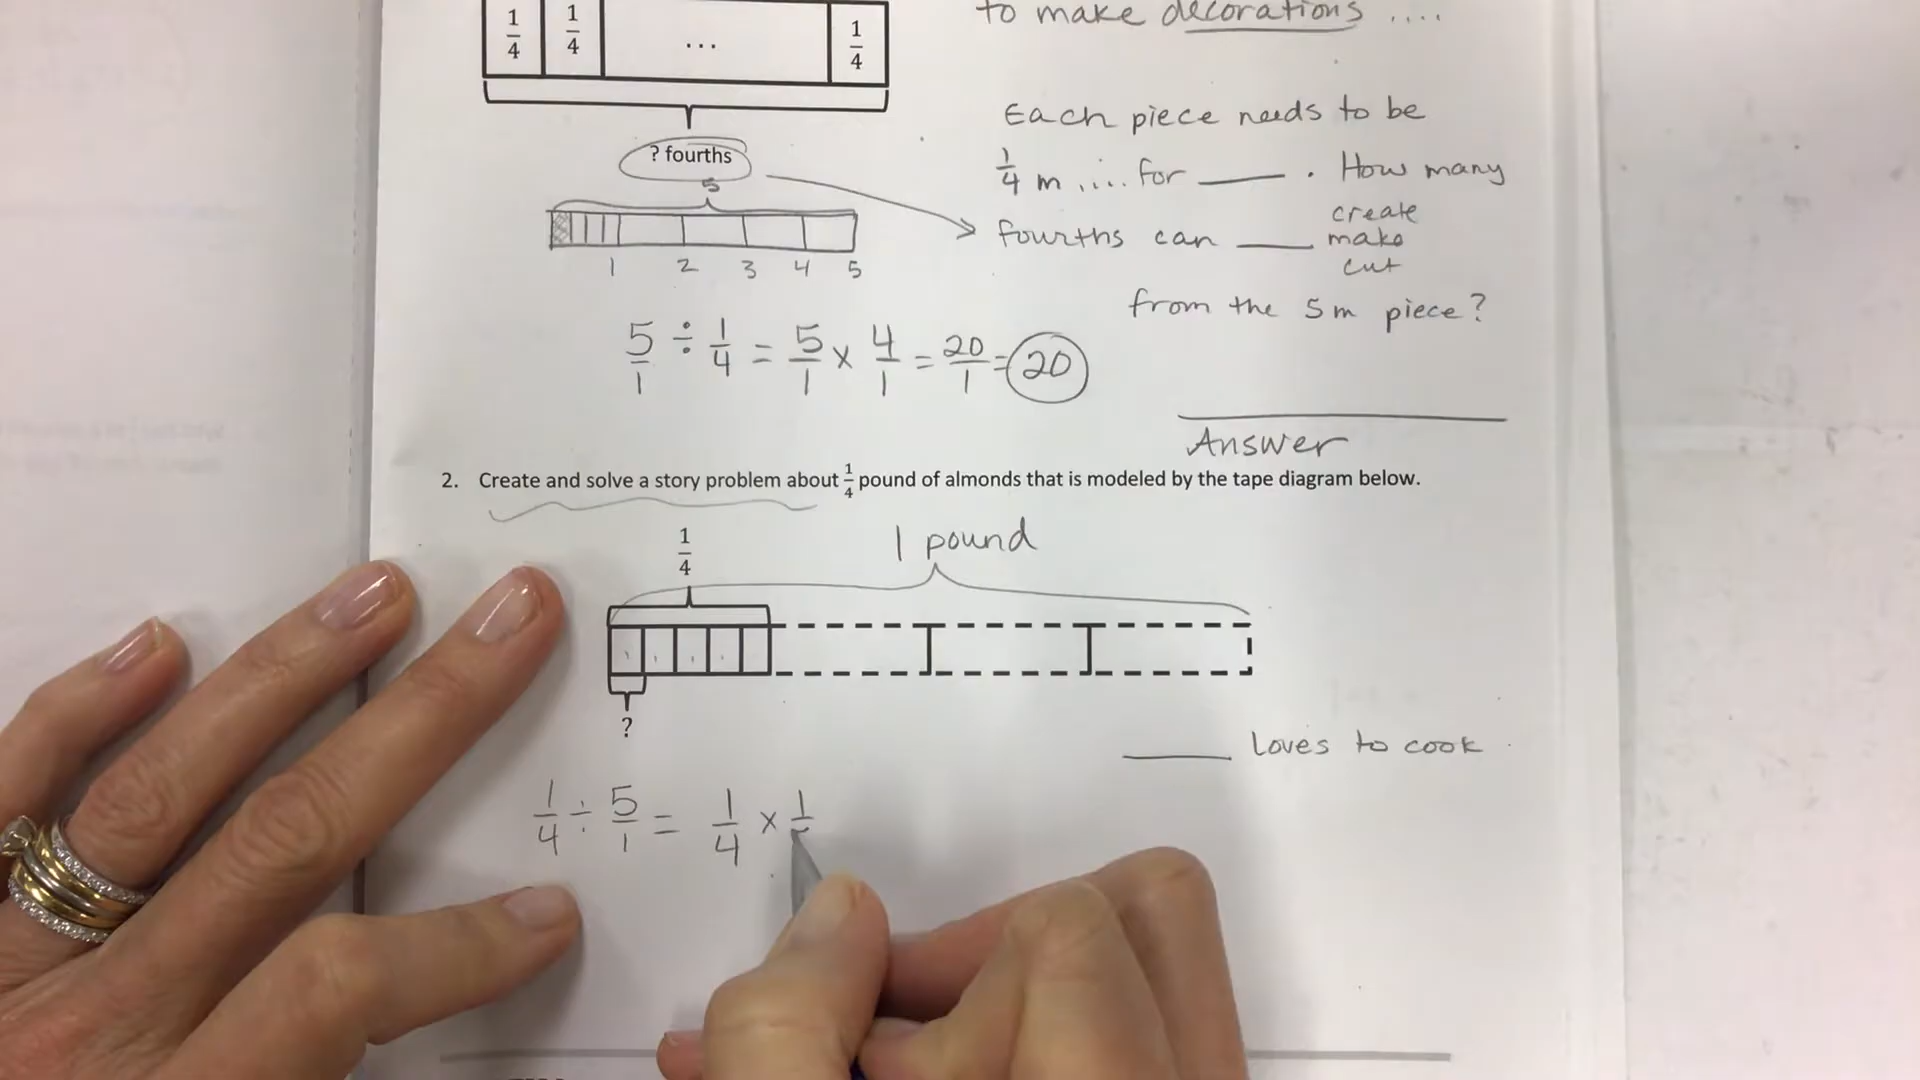 to make decorations ....
1/4 1/4 ... 1/4
Each piece needs to be
? fourths
1/4 m .... for ____ . How many
5
create
fourths can ____ make
cut
1 2 3 4 5
from the 5m piece?
5/1 ÷ 1/4 = 5/1 x 4/1 = 20/1 = 20
Answer
2. Create and solve a story problem about 1/4 pound of almonds that is modeled by the tape diagram below.
1/4
1 pound
?
____ Loves to cook
1/4 ÷ 5/1 = 1/4 x 1/